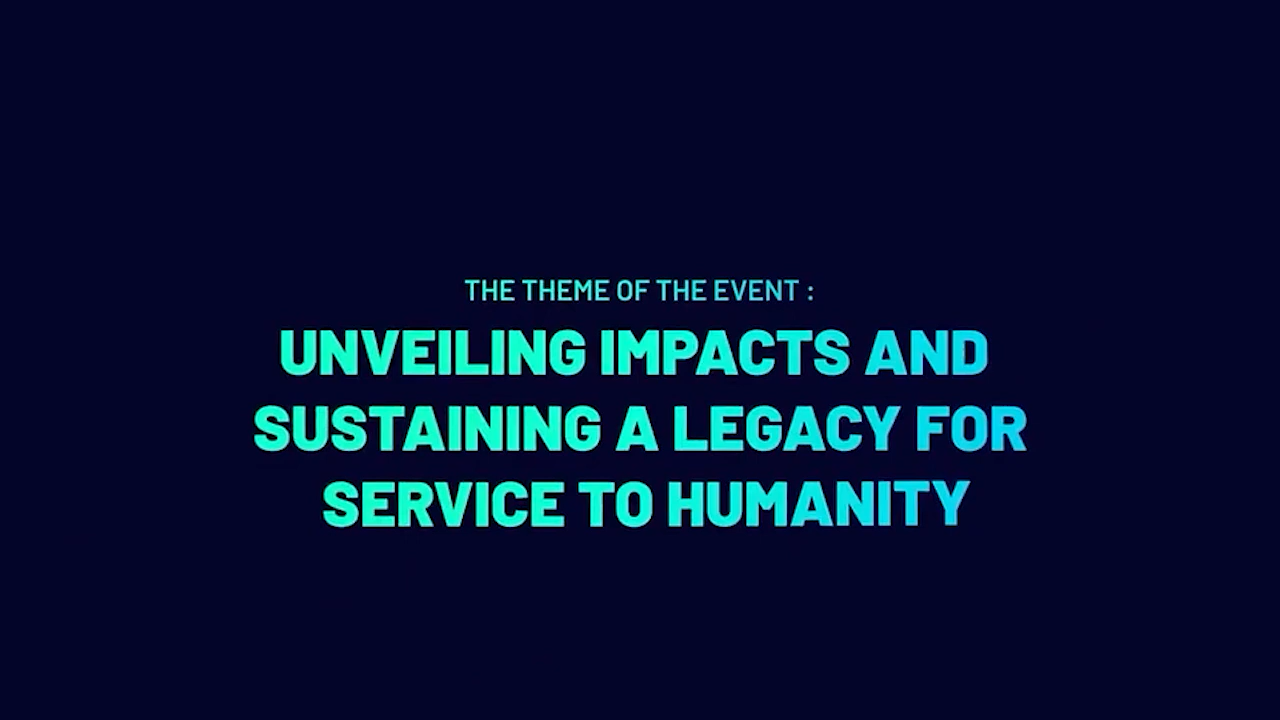 THE THEME OF THE EVENT :
UNVEILING IMPACTS AND
SUSTAINING A LEGACY FOR
SERVICE TO HUMANITY